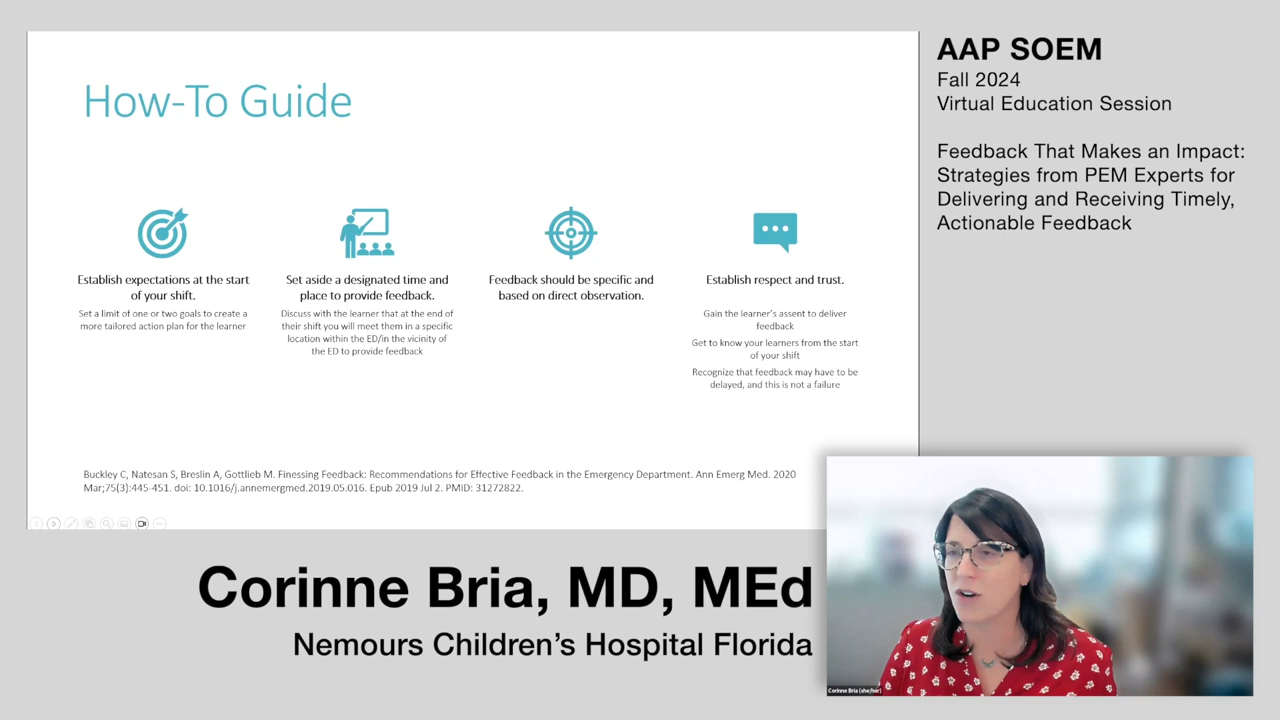 How-To Guide
Establish expectations at the start
of your shift.
Set a limit of one or two goals to create a
more tailored action plan for the learner
Set aside a designated time and
place to provide feedback.
Discuss with the learner that at the end of
their shift you will meet them in a specific
location within the ED/in the vicinity of
the ED to provide feedback
Feedback should be specific and
based on direct observation.
Establish respect and trust.
Gain the learner's assent to deliver
feedback
Get to know your learners from the start
of your shift
Recognize that feedback may have to be
delayed, and this is not a failure
Buckley C, Natesan S, Breslin A, Gottlieb M. Finessing Feedback: Recommendations for Effective Feedback in the Emergency Department. Ann Emerg Med. 2020
Mar;75(3):445-451. doi: 10.1016/j.annemergmed.2019.05.016. Epub 2019 Jul 2. PMID: 31272822.
AAP SOEM
Fall 2024
Virtual Education Session
Feedback That Makes an Impact:
Strategies from PEM Experts for
Delivering and Receiving Timely,
Actionable Feedback
Corinne Bria, MD, MEd
Nemours Children's Hospital Florida
Corinne Bria (she/her)